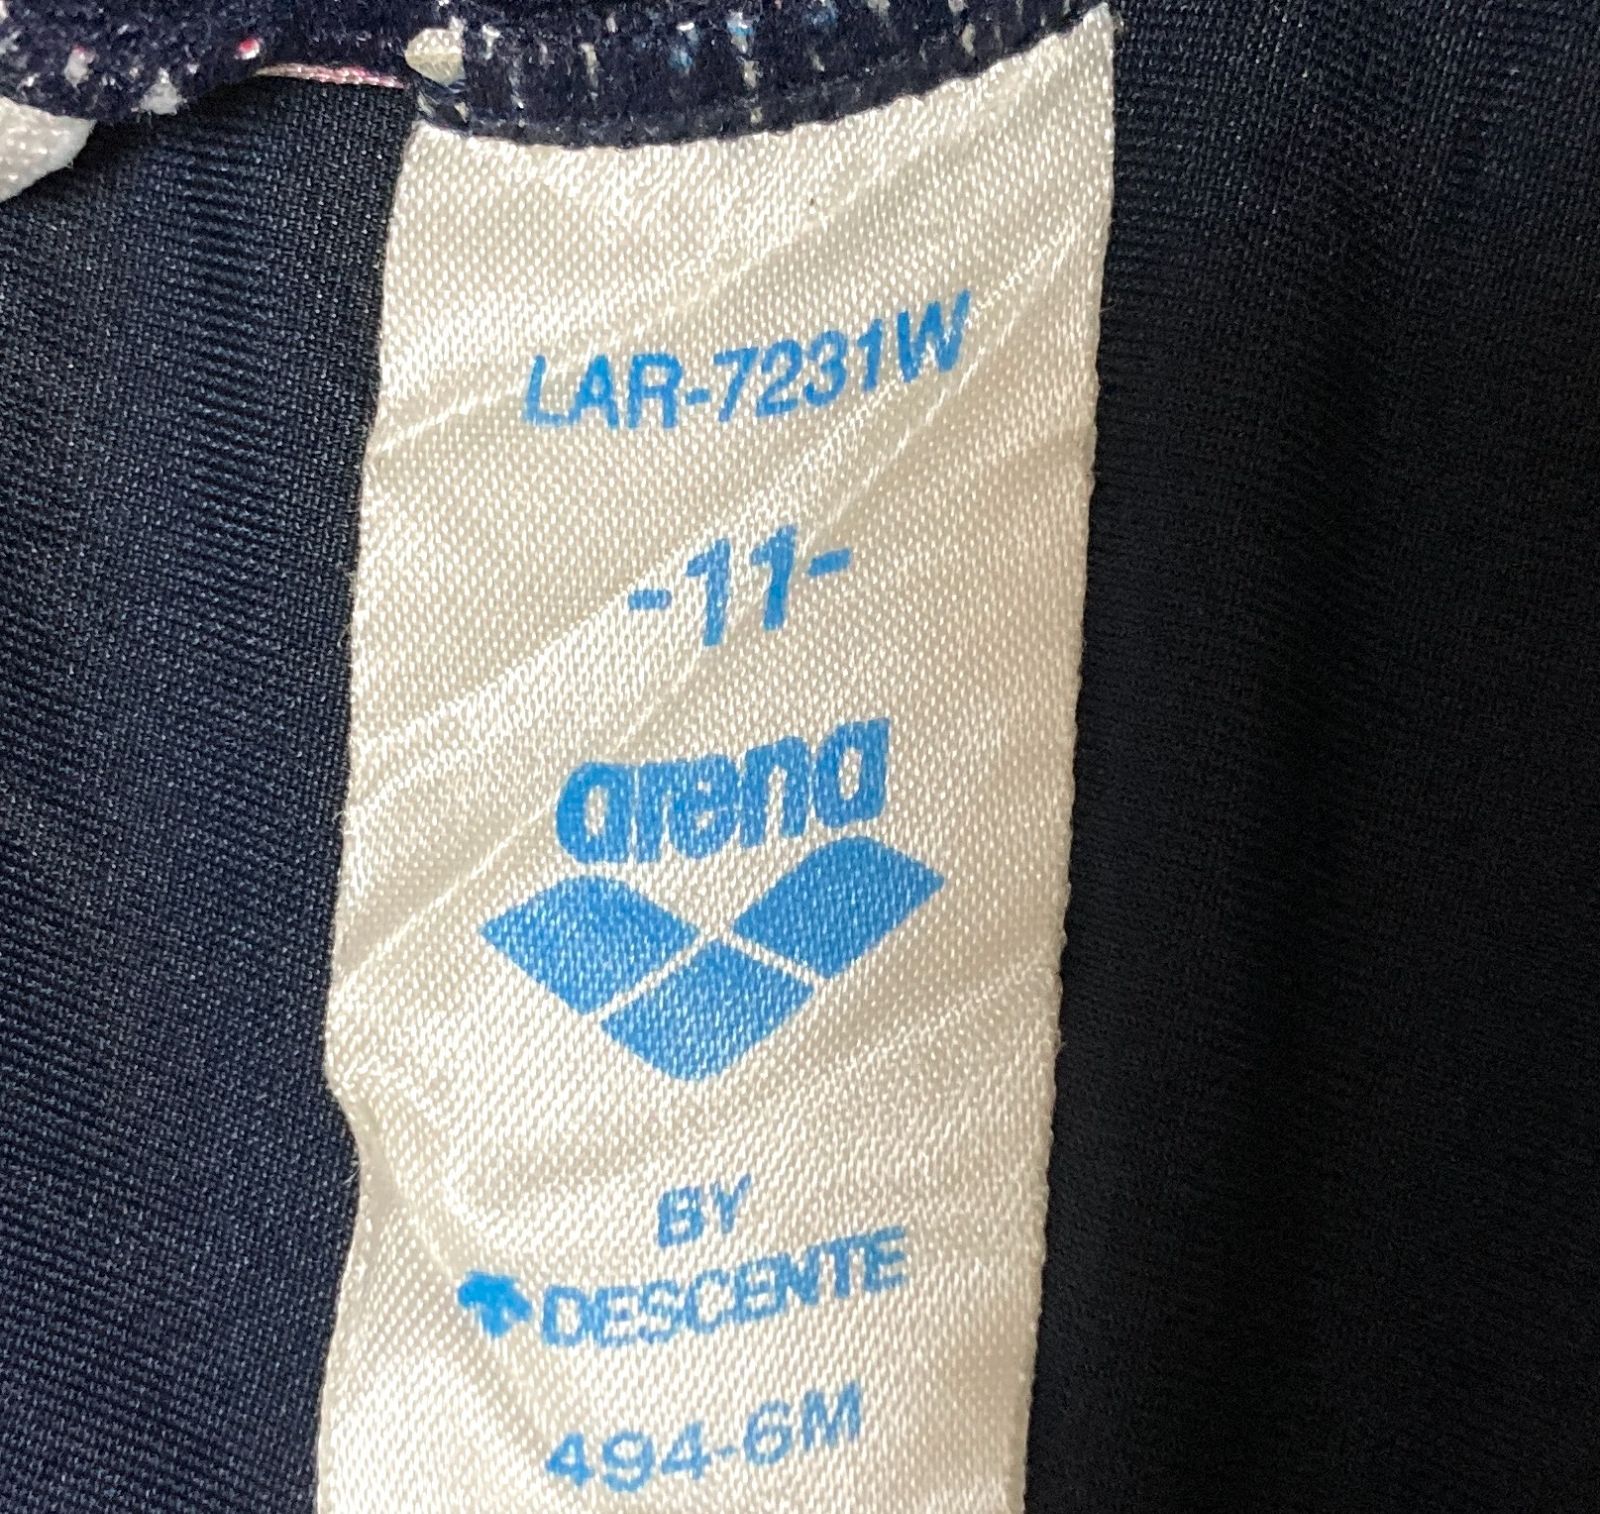 LAR-7231W
-11-
arena
BY
DESCENTE
494-6M